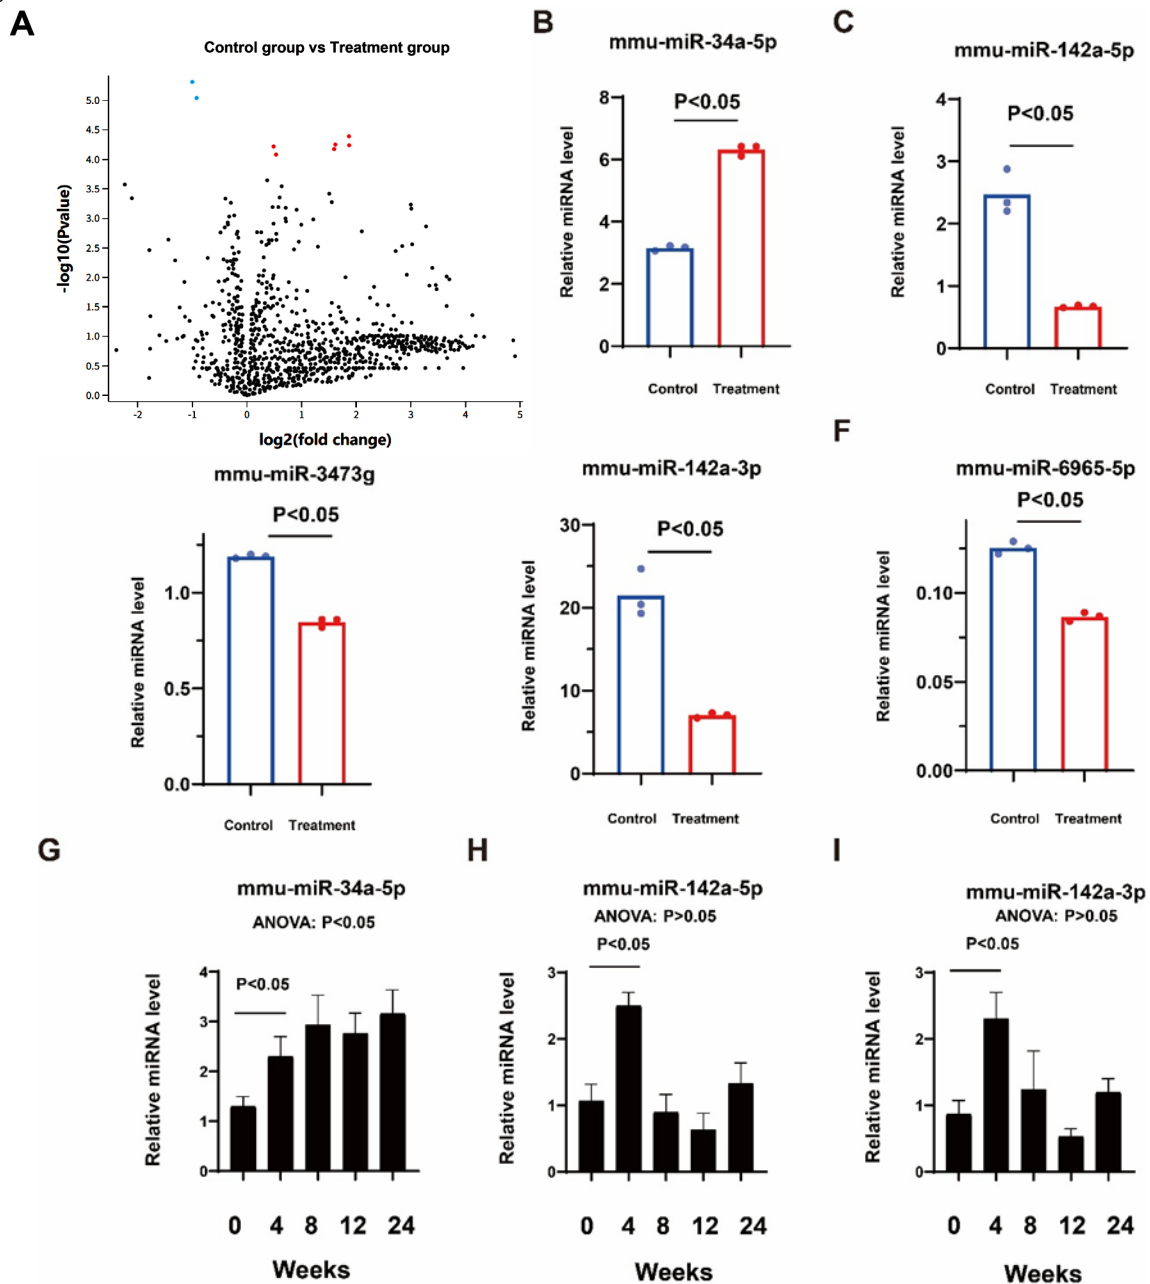 A
Control group vs Treatment group
-log10(Pvalue)
5.0
4.5
4.0
3.5
3.0
2.5
2.0
1.5
1.0
0.5
0.0
-2 -1 0 1 2 3 4 5
log2(fold change)
B
mmu-miR-34a-5p
P<0.05
Relative miRNA level
8
6
4
2
0
Control Treatment
C
mmu-miR-142a-5p
P<0.05
Relative miRNA level
4
3
2
1
0
Control Treatment
mmu-miR-3473g
P<0.05
Relative miRNA level
1.0
0.5
0.0
Control Treatment
mmu-miR-142a-3p
P<0.05
Relative miRNA level
30
20
10
0
Control Treatment
F
mmu-miR-6965-5p
P<0.05
Relative miRNA level
0.10
0.05
0.00
Control Treatment
G
mmu-miR-34a-5p
ANOVA: P<0.05
P<0.05
Relative miRNA level
4
3
2
1
0
0 4 8 12 24
Weeks
H
mmu-miR-142a-5p
ANOVA: P>0.05
P<0.05
Relative miRNA level
3
2
1
0
0 4 8 12 24
Weeks
I
mmu-miR-142a-3p
ANOVA: P>0.05
P<0.05
Relative miRNA level
3
2
1
0
0 4 8 12 24
Weeks